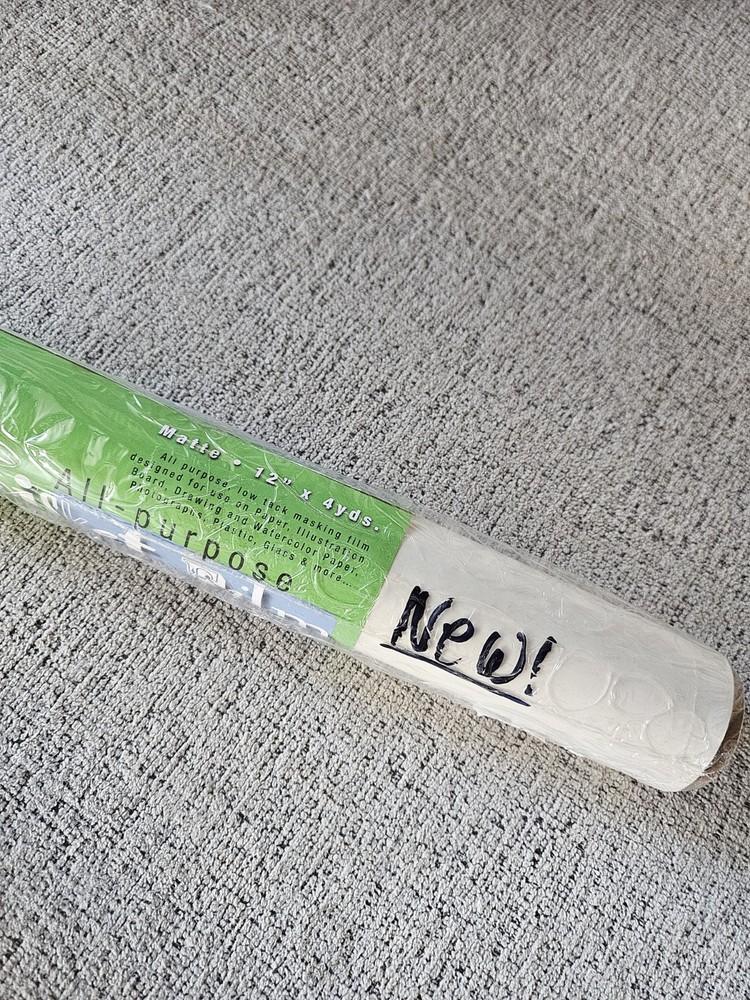 Matte • 12" x 4yds.
All purpose, low tack masking film
designed for use on Paper, Illustration
Board, Drawing and Watercolor Paper,
Photographs, Plastic, Glass & more...
All-purpose
New!